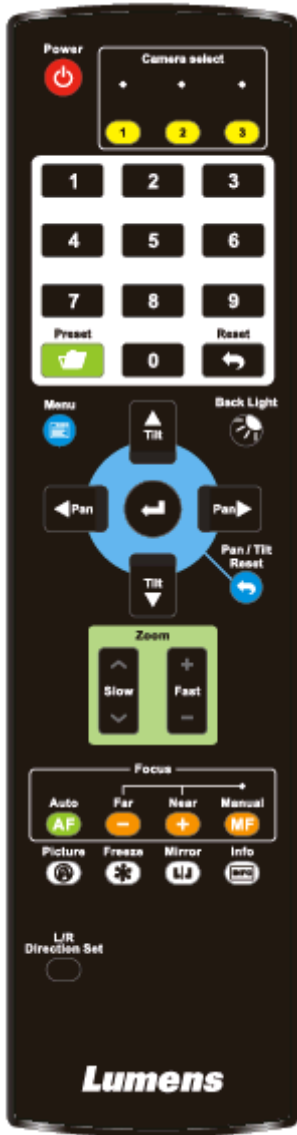 Power
Camera select
1 2 3
1 2 3
4 5 6
7 8 9
Preset Reset
0
Menu Back Light
Tilt
Pan Pan
Pan / Tilt
Reset
Tilt
Zoom
+
Slow Fast
−
Focus
Auto Far Near Manual
AF − + MF
Picture Freeze Mirror Info
INFO
L/R
Direction Set
Lumens